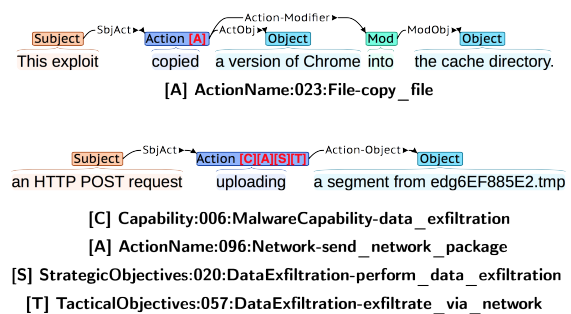 Action-Modifier
SbjAct ActObj ModObj
Subject Action [A] Object Mod Object
This exploit copied a version of Chrome into the cache directory.
[A] ActionName:023:File-copy_file
SbjAct Action-Object
Subject Action [C][A][S][T] Object
an HTTP POST request uploading a segment from edg6EF885E2.tmp
[C] Capability:006:MalwareCapability-data_exfiltration
[A] ActionName:096:Network-send_network_package
[S] StrategicObjectives:020:DataExfiltration-perform_data_exfiltration
[T] TacticalObjectives:057:DataExfiltration-exfiltrate_via_network